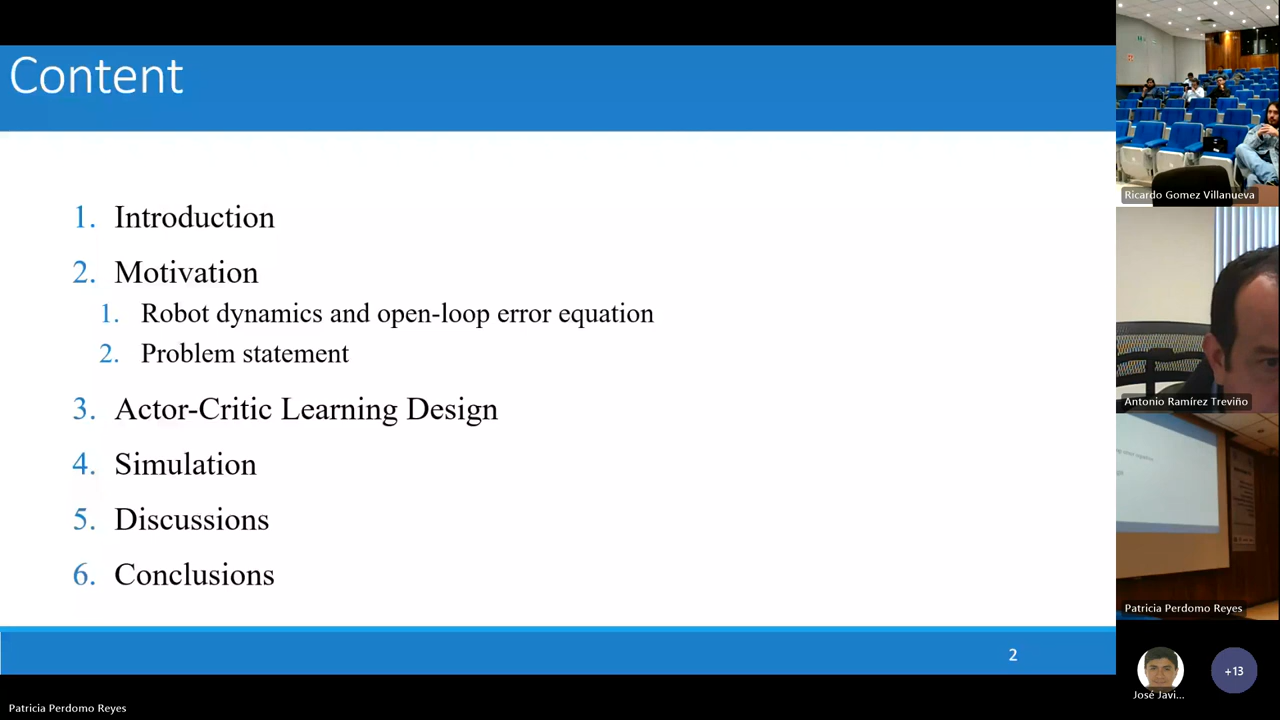 Content
1. Introduction
2. Motivation
1. Robot dynamics and open-loop error equation
2. Problem statement
3. Actor-Critic Learning Design
4. Simulation
5. Discussions
6. Conclusions
2
Patricia Perdomo Reyes
Ricardo Gomez Villanueva
Antonio Ramírez Treviño
Patricia Perdomo Reyes
José Javi...
+13